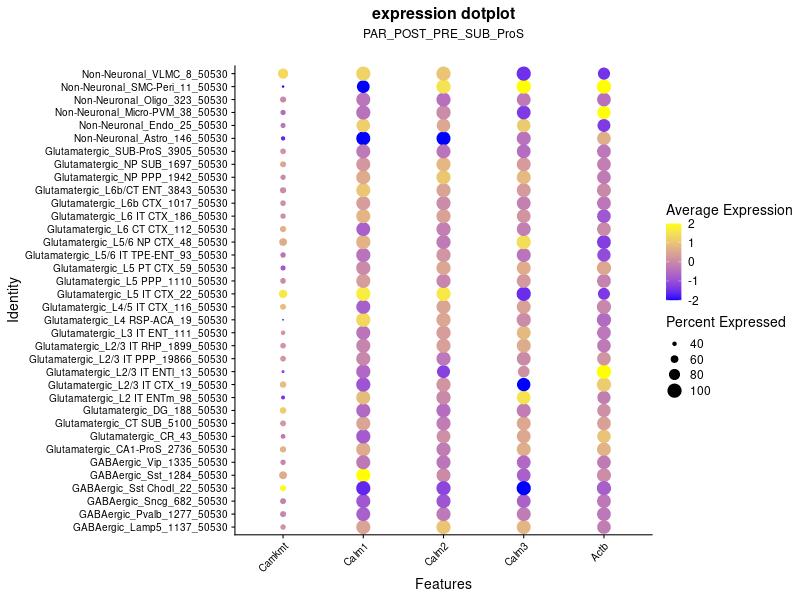 expression dotplot
PAR_POST_PRE_SUB_ProS
Identity
Non-Neuronal_VLMC_8_50530
Non-Neuronal_SMC-Peri_11_50530
Non-Neuronal_Oligo_323_50530
Non-Neuronal_Micro-PVM_38_50530
Non-Neuronal_Endo_25_50530
Non-Neuronal_Astro_146_50530
Glutamatergic_SUB-ProS_3905_50530
Glutamatergic_NP SUB_1697_50530
Glutamatergic_NP PPP_1942_50530
Glutamatergic_L6b/CT ENT_3843_50530
Glutamatergic_L6b CTX_1017_50530
Glutamatergic_L6 IT CTX_186_50530
Glutamatergic_L6 CT CTX_112_50530
Glutamatergic_L5/6 NP CTX_48_50530
Glutamatergic_L5/6 IT TPE-ENT_93_50530
Glutamatergic_L5 PT CTX_59_50530
Glutamatergic_L5 PPP_1110_50530
Glutamatergic_L5 IT CTX_22_50530
Glutamatergic_L4/5 IT CTX_116_50530
Glutamatergic_L4 RSP-ACA_19_50530
Glutamatergic_L3 IT ENT_111_50530
Glutamatergic_L2/3 IT RHP_1899_50530
Glutamatergic_L2/3 IT PPP_19866_50530
Glutamatergic_L2/3 IT ENTl_13_50530
Glutamatergic_L2/3 IT CTX_19_50530
Glutamatergic_L2 IT ENTm_98_50530
Glutamatergic_DG_188_50530
Glutamatergic_CT SUB_5100_50530
Glutamatergic_CR_43_50530
Glutamatergic_CA1-ProS_2736_50530
GABAergic_Vip_1335_50530
GABAergic_Sst_1284_50530
GABAergic_Sst Chodl_22_50530
GABAergic_Sncg_682_50530
GABAergic_Pvalb_1277_50530
GABAergic_Lamp5_1137_50530
CamKmt
Calm1
Calm2
Calm3
Actb
Features
Average Expression
2
1
0
-1
-2
Percent Expressed
40
60
80
100